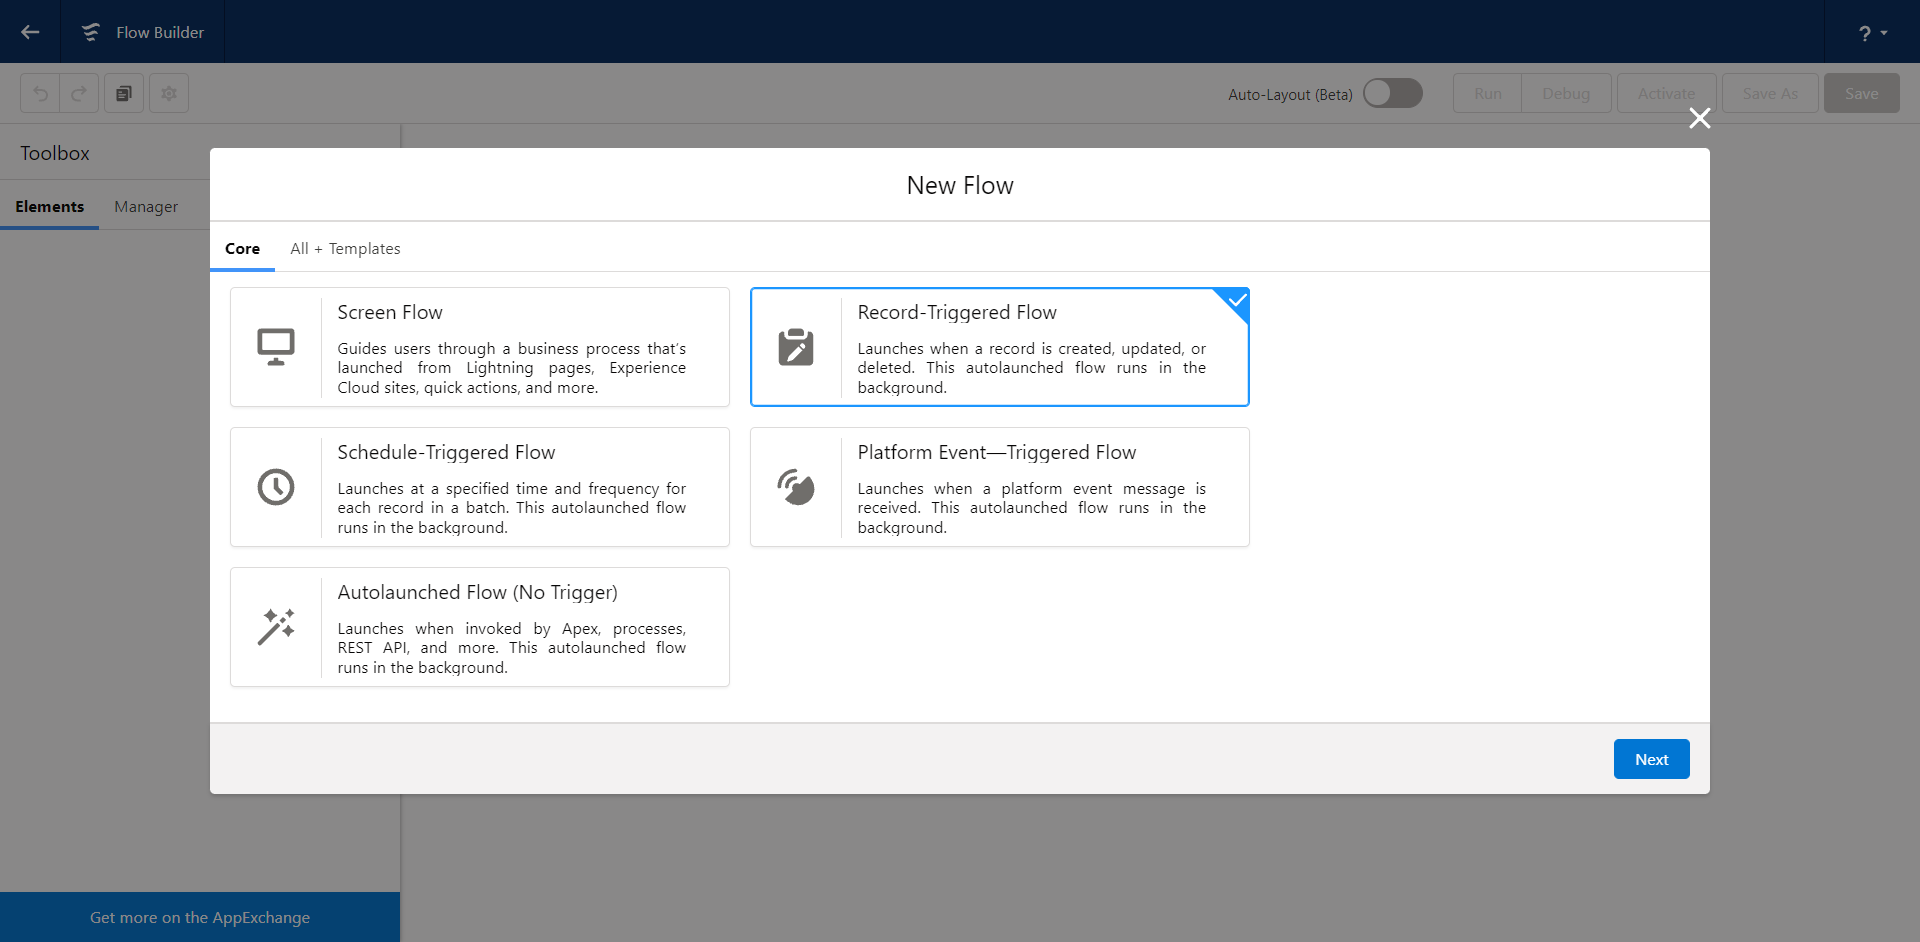 Flow Builder
?
Auto-Layout (Beta)
Run
Debug
Activate
Save As
Save
Toolbox
Elements
Manager
New Flow
Core
All + Templates
Screen Flow
Guides users through a business process that's
launched from Lightning pages, Experience
Cloud sites, quick actions, and more.
Record-Triggered Flow
Launches when a record is created, updated, or
deleted. This autolaunched flow runs in the
background.
Schedule-Triggered Flow
Launches at a specified time and frequency for
each record in a batch. This autolaunched flow
runs in the background.
Platform Event—Triggered Flow
Launches when a platform event message is
received. This autolaunched flow runs in the
background.
Autolaunched Flow (No Trigger)
Launches when invoked by Apex, processes,
REST API, and more. This autolaunched flow
runs in the background.
Next
Get more on the AppExchange